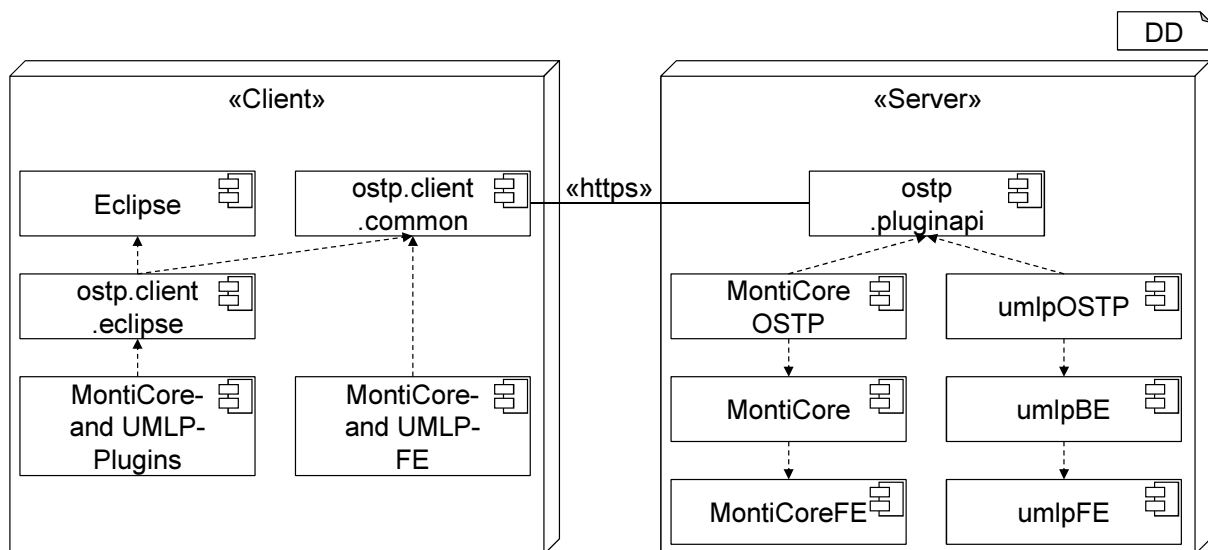 DD
«Client»
«Server»
Eclipse
ostp.client
.common
«https»
ostp
.pluginapi
ostp.client
.eclipse
MontiCore
OSTP
umlpOSTP
MontiCore-
and UMLP-
Plugins
MontiCore-
and UMLP-
FE
MontiCore
umlpBE
MontiCoreFE
umlpFE